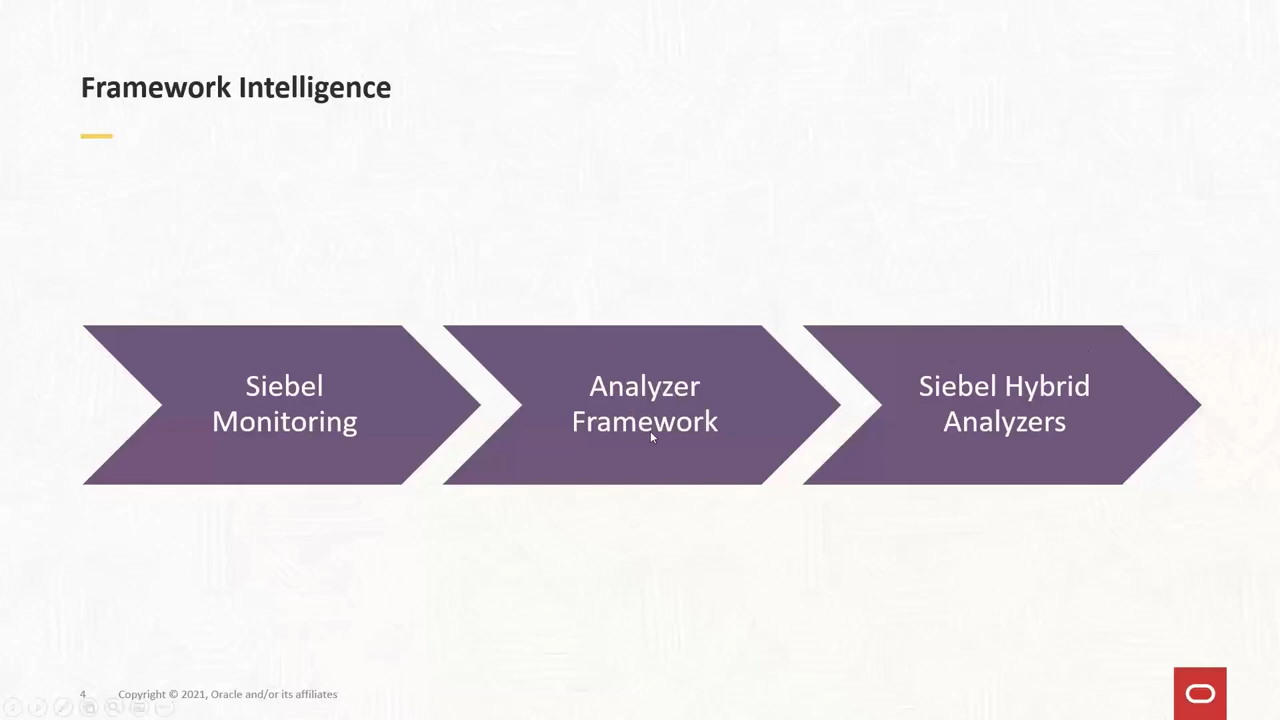 Framework Intelligence
Siebel
Monitoring
Analyzer
Framework
Siebel Hybrid
Analyzers
4
Copyright © 2021, Oracle and/or its affiliates